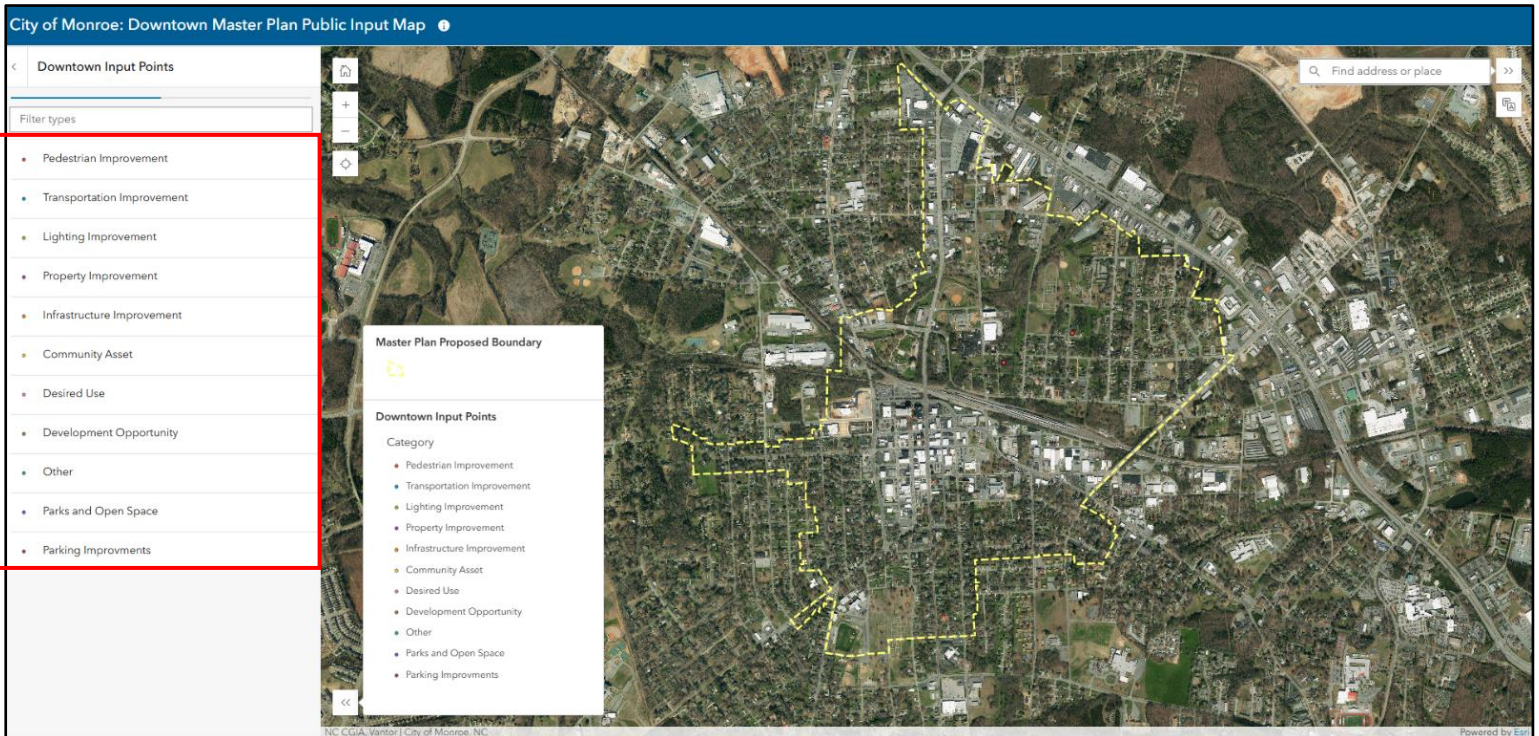 City of Monroe: Downtown Master Plan Public Input Map
Downtown Input Points
Filter types
Pedestrian Improvement
Transportation Improvement
Lighting Improvement
Property Improvement
Infrastructure Improvement
Community Asset
Desired Use
Development Opportunity
Other
Parks and Open Space
Parking Improvments
Find address or place
Master Plan Proposed Boundary
Downtown Input Points
Category
Pedestrian Improvement
Transportation Improvement
Lighting Improvement
Property Improvement
Infrastructure Improvement
Community Asset
Desired Use
Development Opportunity
Other
Parks and Open Space
Parking Improvments
NC CGIA, Vantor | City of Monroe, NC
Powered by Esri